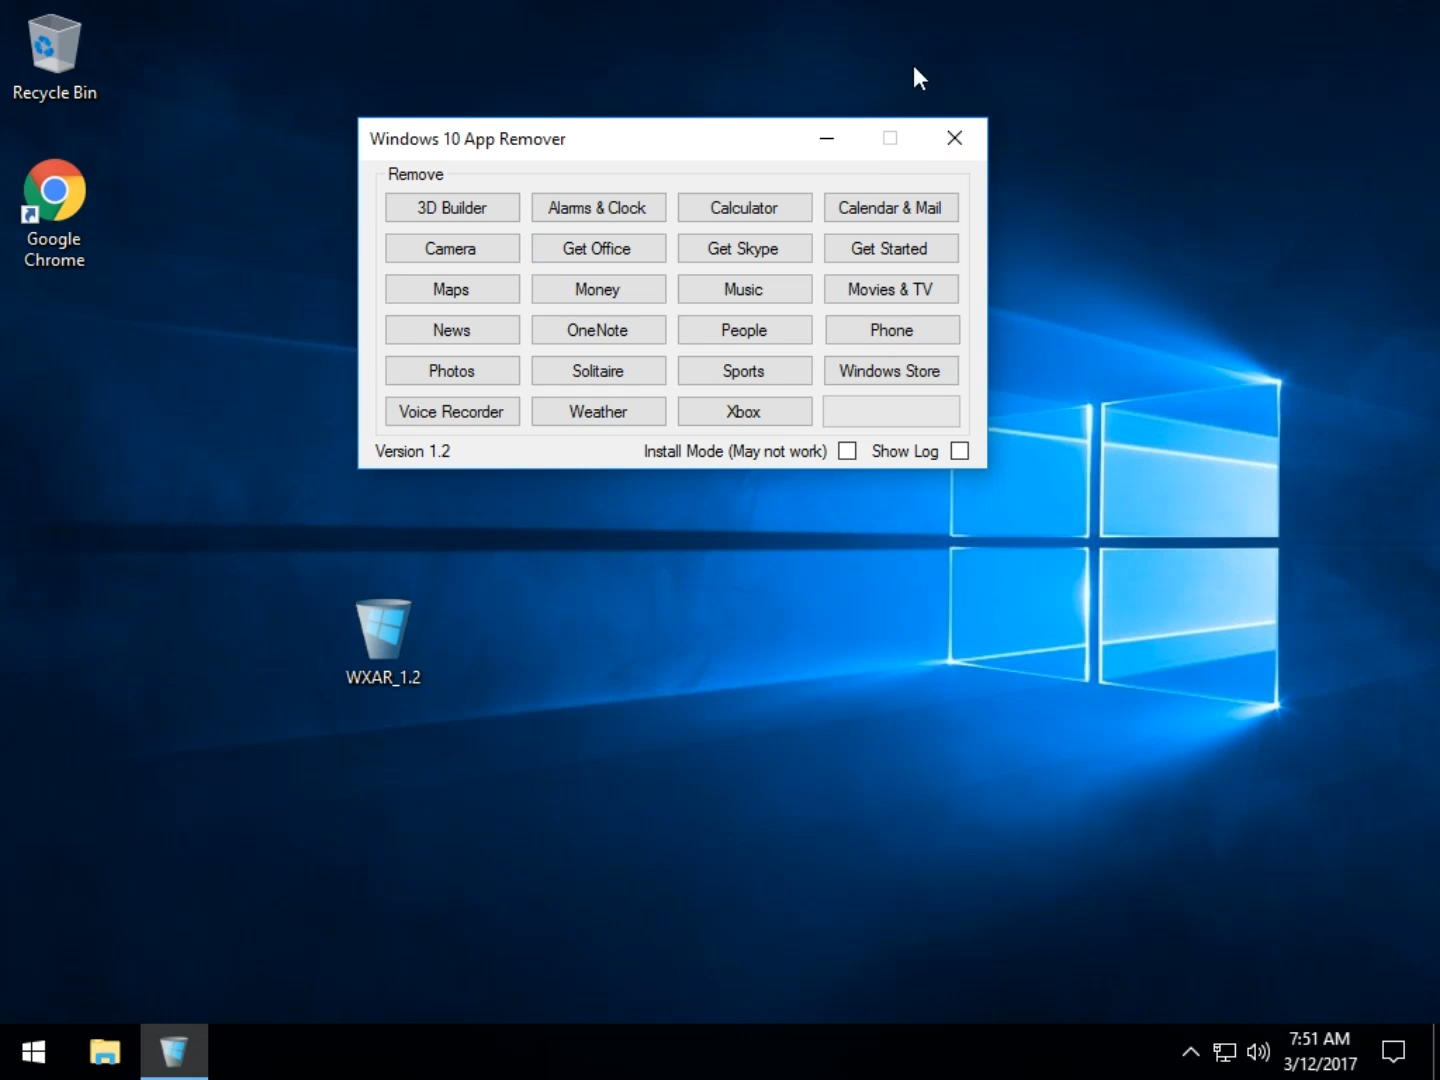 Recycle Bin
Google
Chrome
Windows 10 App Remover
Remove
3D Builder
Alarms & Clock
Calculator
Calendar & Mail
Camera
Get Office
Get Skype
Get Started
Maps
Money
Music
Movies & TV
News
OneNote
People
Phone
Photos
Solitaire
Sports
Windows Store
Voice Recorder
Weather
Xbox
Version 1.2
Install Mode (May not work)
Show Log
WXAR_1.2
7:51 AM
3/12/2017